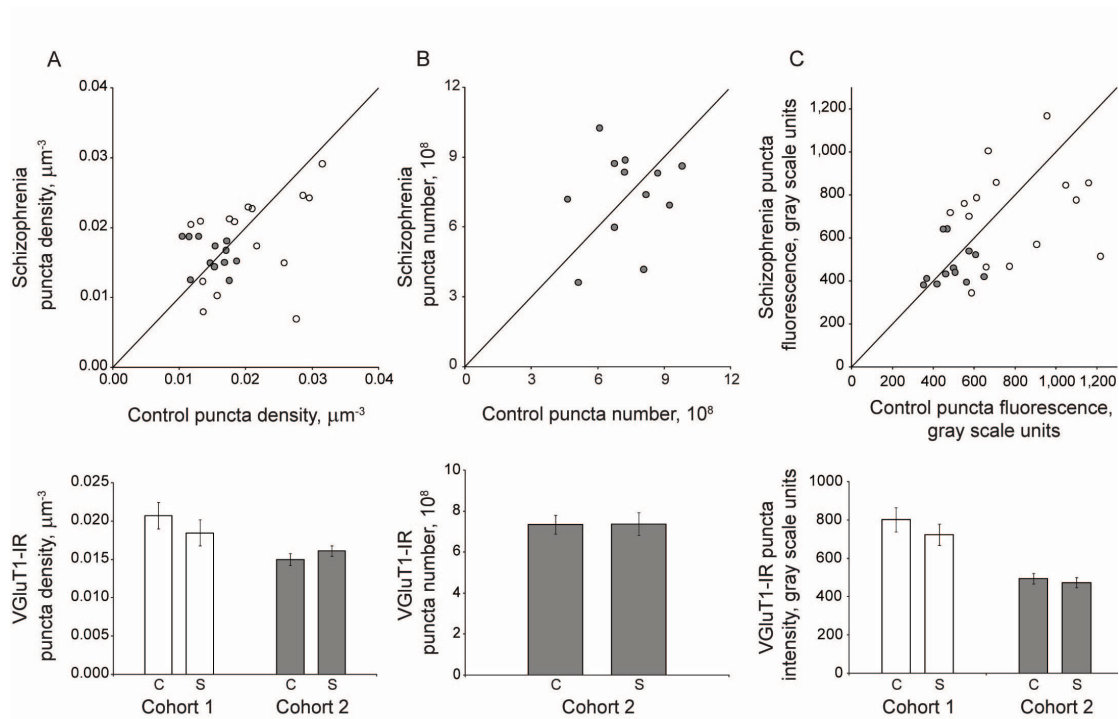 A
B
C
Schizophrenia
puncta density, µm-3
0.04
0.03
0.02
0.01
0.00
0.00
0.01
0.02
0.03
0.04
Control puncta density, µm-3
Schizophrenia
puncta number, 10⁸
12
9
6
3
0
0
3
6
9
12
Control puncta number, 10⁸
Schizophrenia puncta
fluorescence, gray scale units
1,200
1,000
800
600
400
200
0
0
200
400
600
800
1,000
1,200
Control puncta fluorescence,
gray scale units
VGluT1-IR
puncta density, µm-3
0.025
0.020
0.015
0.010
0.005
0.000
C
S
C
S
Cohort 1
Cohort 2
VGluT1-IR
puncta number, 10⁸
10
8
6
4
2
0
C
S
Cohort 2
VGluT1-IR puncta
intensity, gray scale units
1000
800
600
400
200
0
C
S
C
S
Cohort 1
Cohort 2